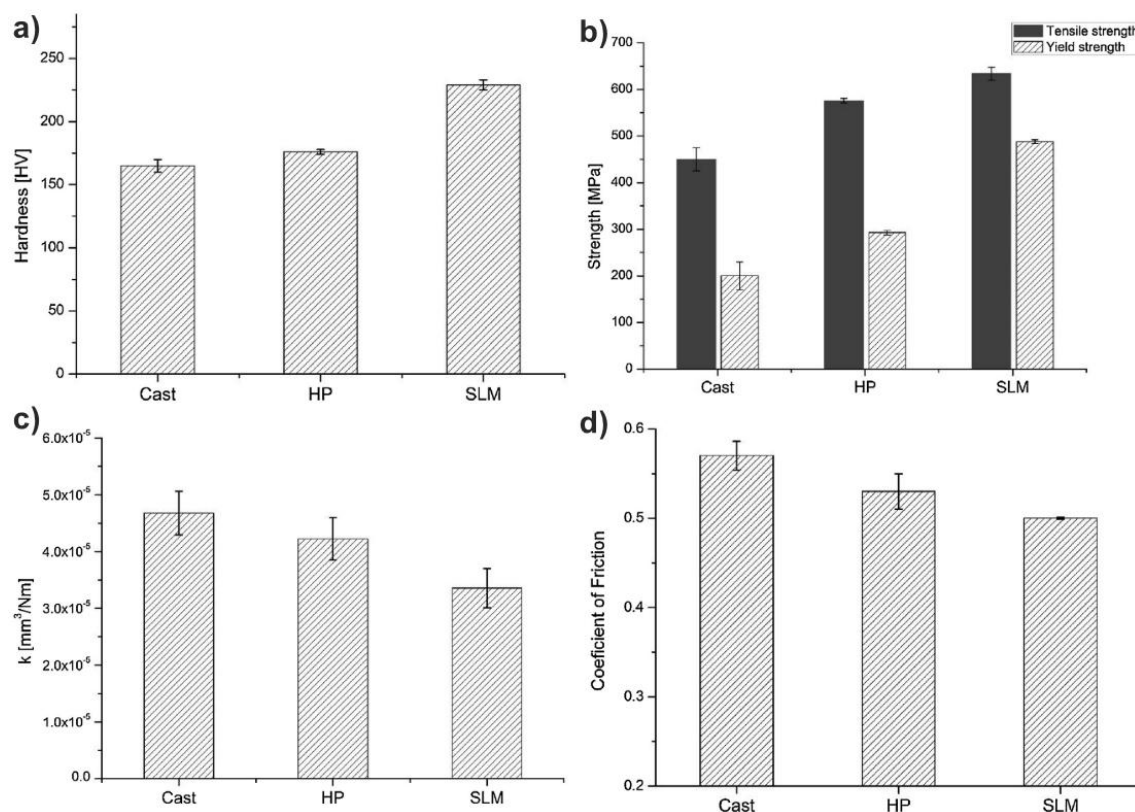 a)
Hardness [HV]
250
200
150
100
50
0
Cast HP SLM
b)
Tensile strength
Yield strength
Strength [MPa]
700
600
500
400
300
200
100
0
Cast HP SLM
c)
k [mm³/Nm]
6.0x10⁻⁵
5.0x10⁻⁵
4.0x10⁻⁵
3.0x10⁻⁵
2.0x10⁻⁵
1.0x10⁻⁵
0.0
Cast HP SLM
d)
Coeficient of Friction
0.6
0.5
0.4
0.3
0.2
Cast HP SLM